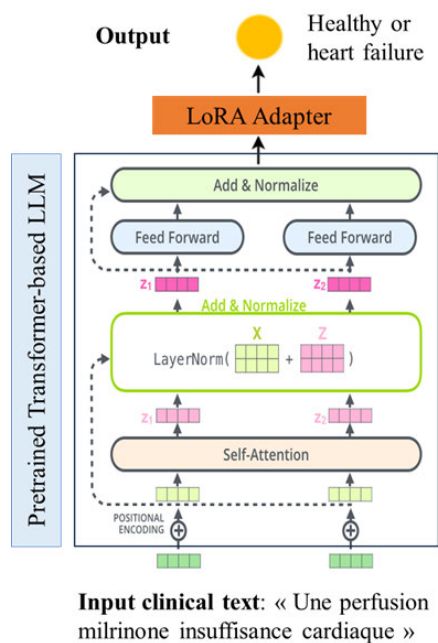 Output
Healthy or
heart failure
LoRA Adapter
Pretrained Transformer-based LLM
Add & Normalize
Feed Forward
Feed Forward
z1
z2
Add & Normalize
X
Z
LayerNorm( + )
z1
z2
Self-Attention
POSITIONAL
ENCODING
Input clinical text: « Une perfusion
milrinone insuffisance cardiaque »